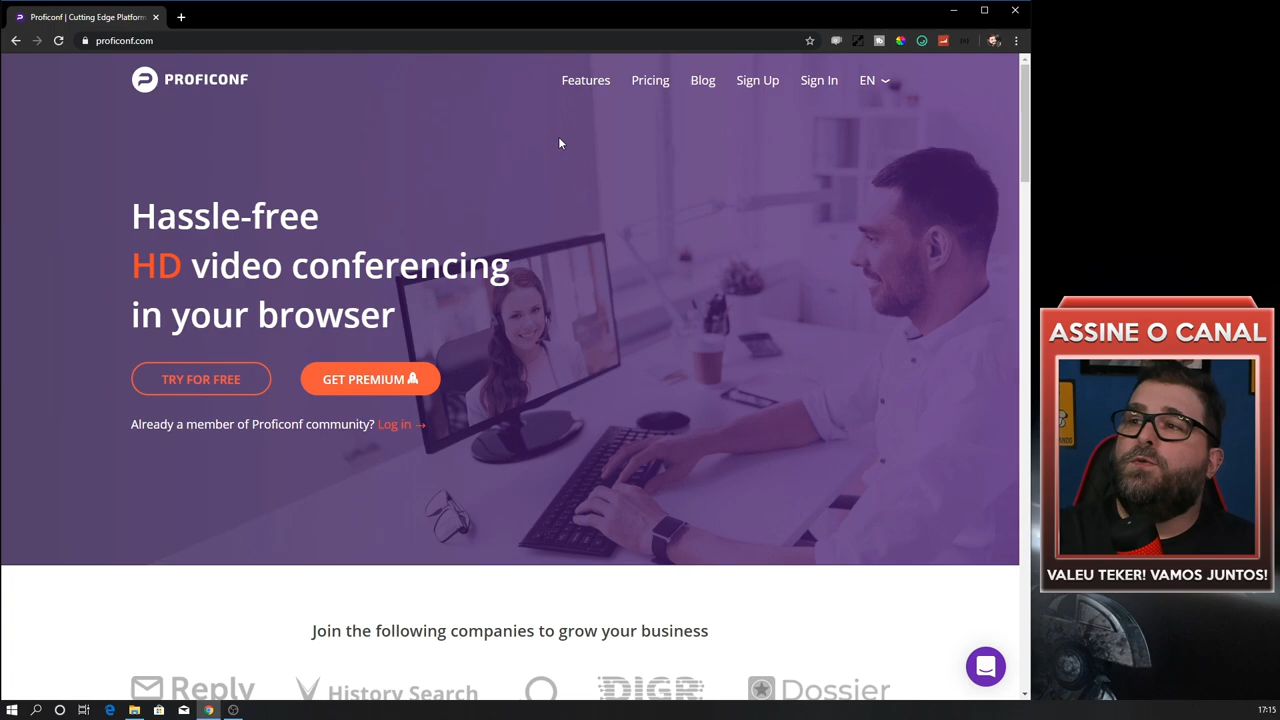 Proficonf | Cutting Edge Platform
proficonf.com
PROFICONF
Features
Pricing
Blog
Sign Up
Sign In
EN
Hassle-free
HD video conferencing
in your browser
TRY FOR FREE
GET PREMIUM
Already a member of Proficonf community? Log in →
Join the following companies to grow your business
Reply
History Search
DIGR
Dossier
ASSINE O CANAL
VALEU TEKER! VAMOS JUNTOS!
17:15